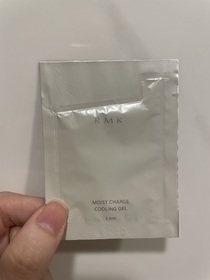 RMK
MOIST CHARGE
COOLING GEL